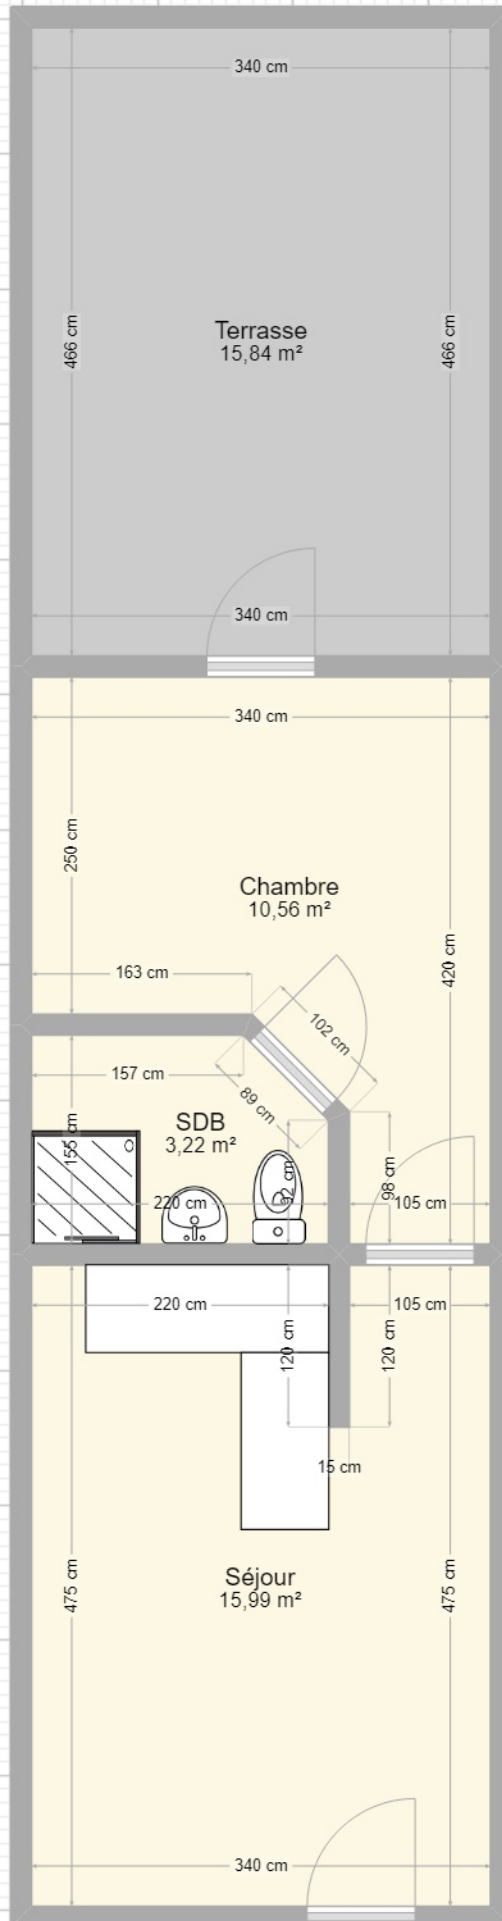 340 cm
466 cm
466 cm
Terrasse
15,84 m²
340 cm
340 cm
250 cm
Chambre
10,56 m²
420 cm
163 cm
102 cm
157 cm
89 cm
SDB
3,22 m²
155 cm
92 cm
98 cm
220 cm
105 cm
220 cm
105 cm
120 cm
120 cm
15 cm
475 cm
475 cm
Séjour
15,99 m²
340 cm